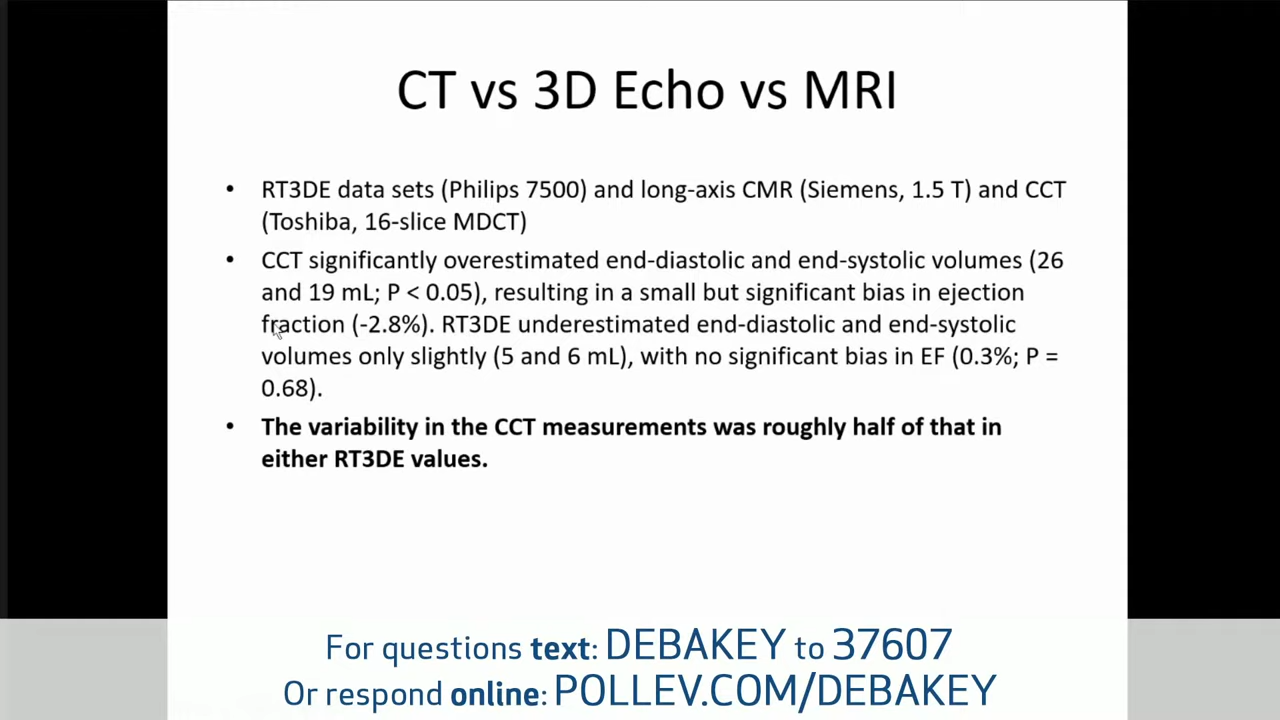 CT vs 3D Echo vs MRI
• RT3DE data sets (Philips 7500) and long-axis CMR (Siemens, 1.5 T) and CCT
(Toshiba, 16-slice MDCT)
• CCT significantly overestimated end-diastolic and end-systolic volumes (26
and 19 mL; P < 0.05), resulting in a small but significant bias in ejection
fraction (-2.8%). RT3DE underestimated end-diastolic and end-systolic
volumes only slightly (5 and 6 mL), with no significant bias in EF (0.3%; P =
0.68).
• The variability in the CCT measurements was roughly half of that in
either RT3DE values.
For questions text: DEBAKEY to 37607
Or respond online: POLLEV.COM/DEBAKEY